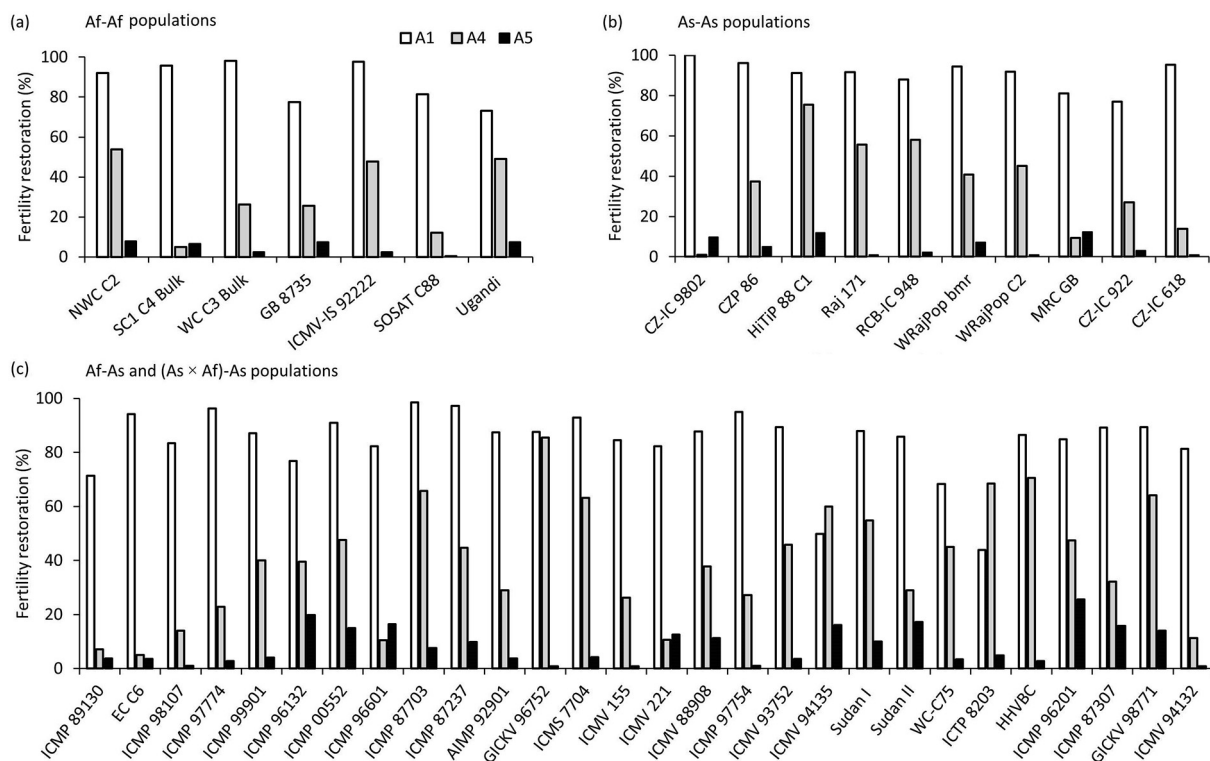 (a) Af-Af populations
A1 A4 A5
Fertility restoration (%)
100
80
60
40
20
0
NWC C2
SC1 C4 Bulk
WC C3 Bulk
GB 8735
ICMV-IS 92222
SOSAT C88
Ugandi
(b) As-As populations
Fertility restoration (%)
100
80
60
40
20
0
CZ-IC 9802
CZP 86
HiTiP 88 C1
Raj 171
RCB-IC 948
WRajPop bmr
WRajPop C2
MRC GB
CZ-IC 922
CZ-IC 618
(c) Af-As and (As × Af)-As populations
Fertility restoration (%)
100
80
60
40
20
0
ICMP 89130
EC C6
ICMP 98107
ICMP 97774
ICMP 99901
ICMP 96132
ICMP 00552
ICMP 96601
ICMP 87703
ICMP 87237
AIMP 92901
GICKV 96752
ICMS 7704
ICMV 155
ICMV 221
ICMV 88908
ICMP 97754
ICMV 93752
ICMV 94135
Sudan I
Sudan II
WC-C75
ICTP 8203
HHVBC
ICMP 96201
ICMP 87307
GICKV 98771
ICMV 94132